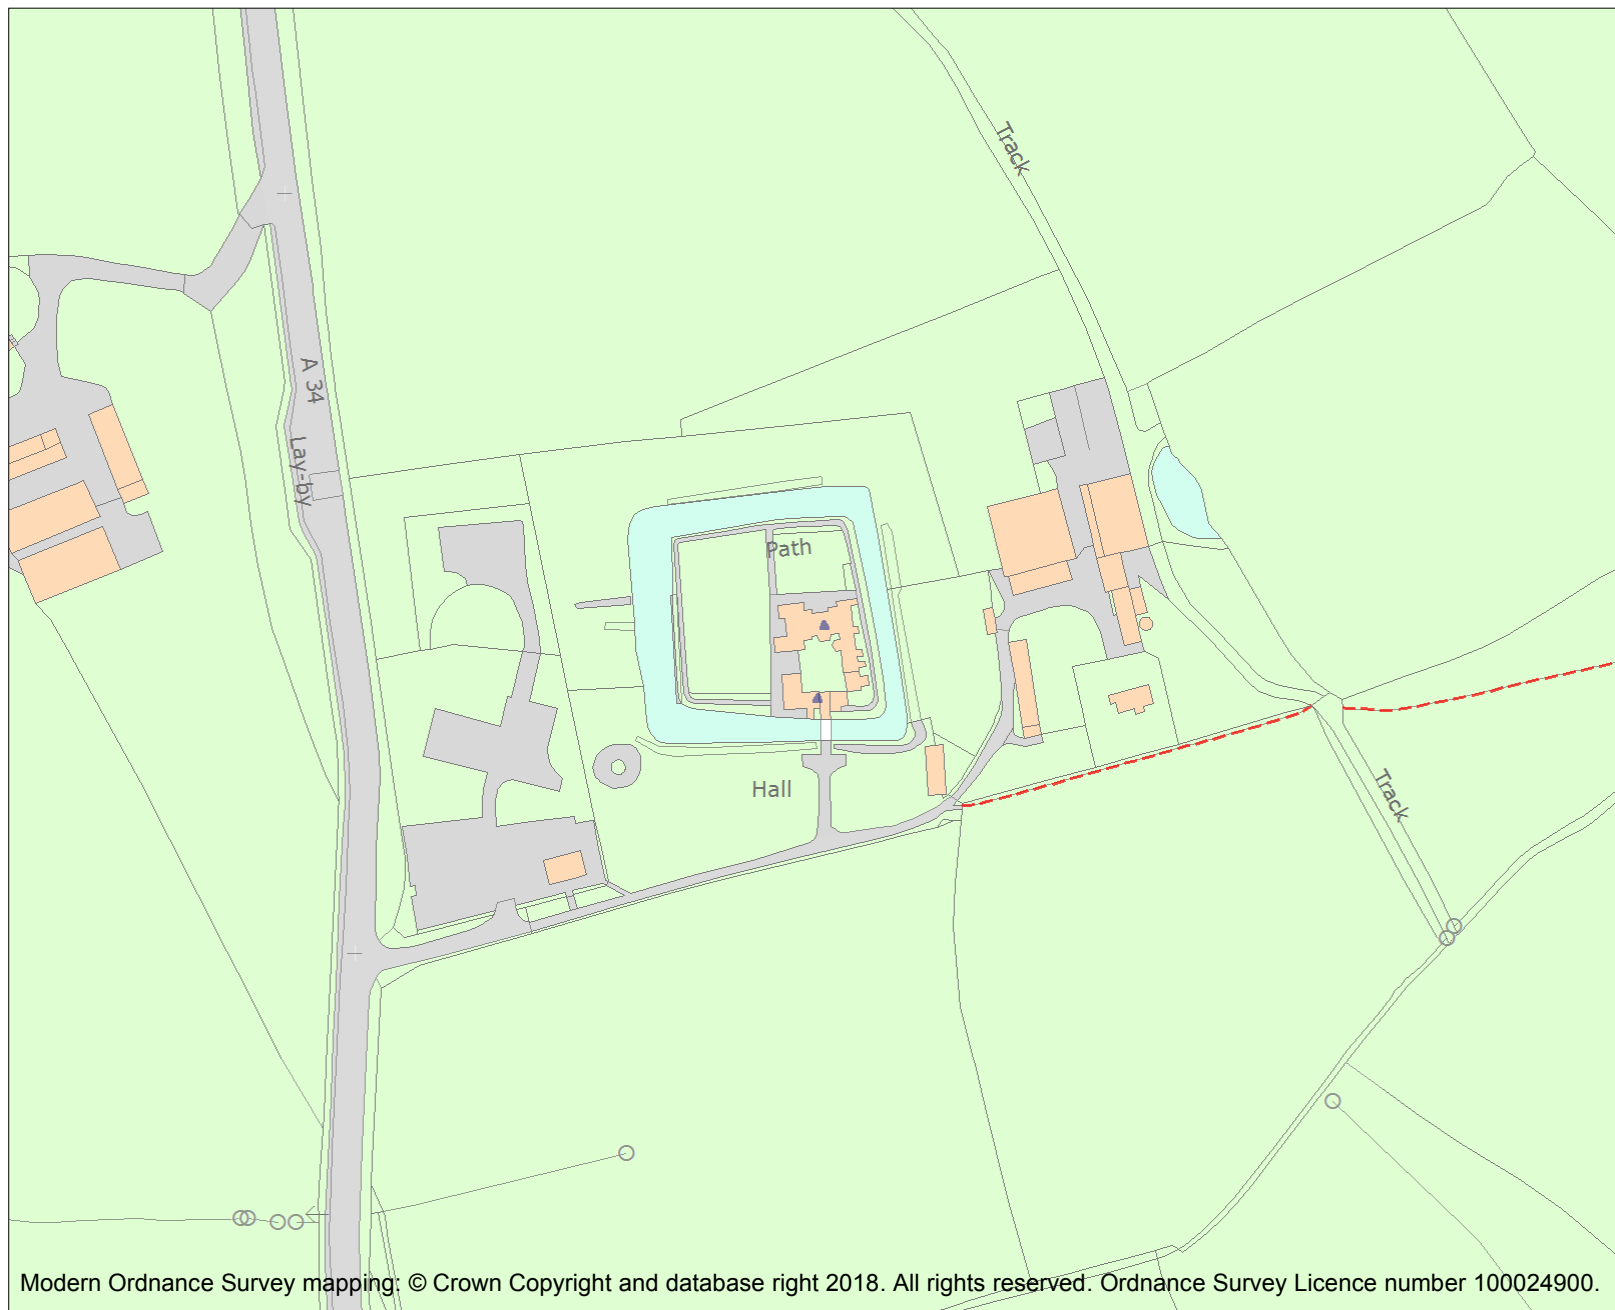 Track
A 34
Lay-by
Path
Hall
Track
Modern Ordnance Survey mapping: © Crown Copyright and database right 2018. All rights reserved. Ordnance Survey Licence number 100024900.